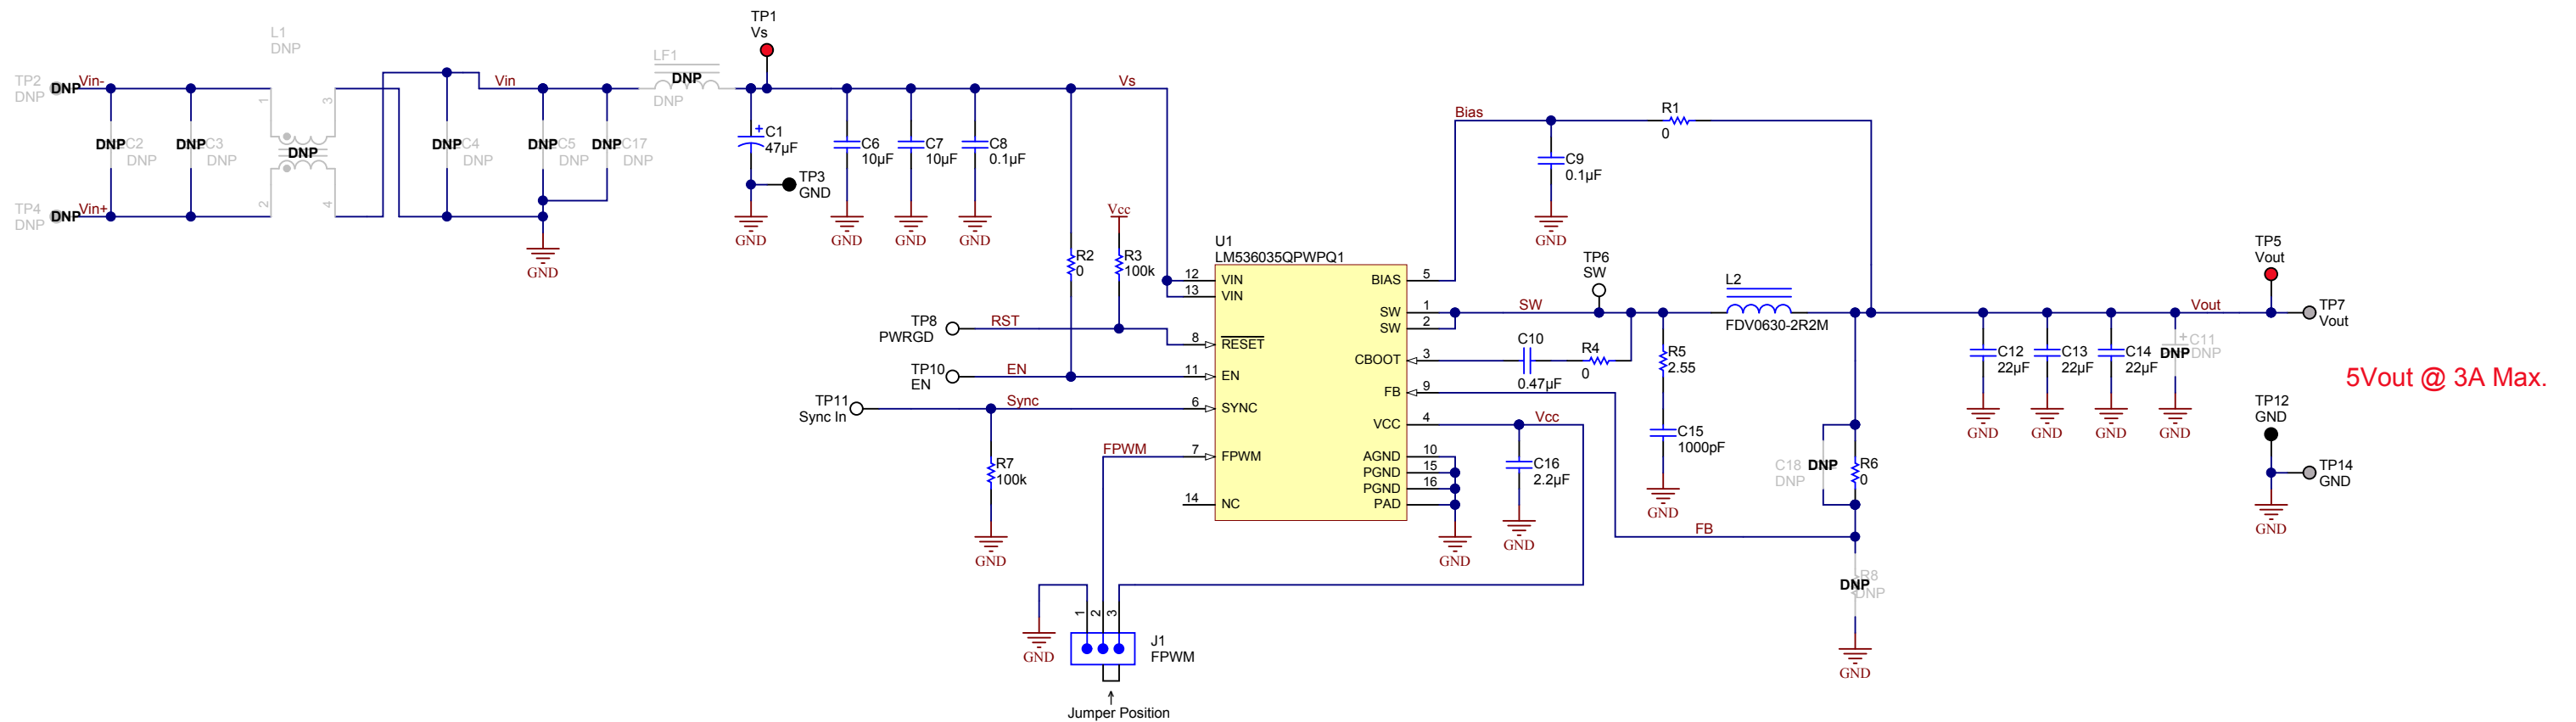 L1
DNP
TP2
DNP
DNP
Vin-
1
3
DNP
C2
DNP
DNP
C3
DNP
DNP
2
4
TP4
DNP
DNP
Vin+
DNP
C4
DNP
Vin
DNP
C5
DNP
DNP
C17
DNP
GND
LF1
DNP
DNP
TP1
Vs
Vs
+
C1
47µF
TP3
GND
GND
C6
10µF
GND
C7
10µF
GND
C8
0.1µF
GND
R2
0
Vcc
R3
100k
TP8
PWRGD
RST
TP10
EN
EN
TP11
Sync In
Sync
R7
100k
GND
FPWM
U1
LM536035QPWPQ1
12
VIN
13
VIN
8
RESET
11
EN
6
SYNC
7
FPWM
14
NC
BIAS
5
SW
1
SW
2
CBOOT
3
FB
9
VCC
4
AGND
10
PGND
15
PGND
16
PAD
GND
GND
1
2
3
J1
FPWM
Jumper Position
Bias
C9
0.1µF
GND
R1
0
SW
TP6
SW
C10
0.47µF
R4
0
R5
2.55
C15
1000pF
GND
Vcc
C16
2.2µF
GND
L2
FDV0630-2R2M
C18
DNP
DNP
R6
0
FB
R8
DNP
DNP
GND
C12
22µF
GND
C13
22µF
GND
C14
22µF
GND
+
C11
DNP
DNP
GND
Vout
TP5
Vout
TP7
Vout
5Vout @ 3A Max.
TP12
GND
TP14
GND
GND